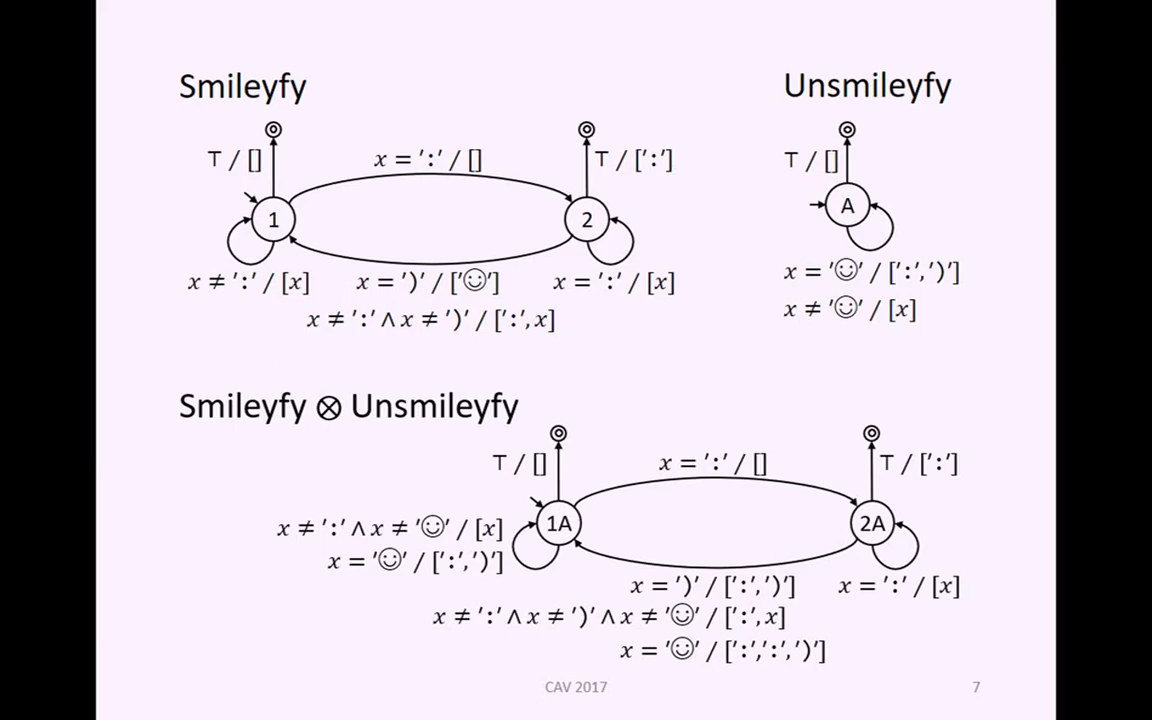 Smileyfy
⊤ / []
x = ':' / []
⊤ / [':']
1
2
x ≠ ':' / [x]
x = ')' / ['☺']
x = ':' / [x]
x ≠ ':' ∧ x ≠ ')' / [':', x]
Unsmileyfy
⊤ / []
A
x = '☺' / [':', ')']
x ≠ '☺' / [x]
Smileyfy ⊗ Unsmileyfy
⊤ / []
x = ':' / []
⊤ / [':']
1A
2A
x ≠ ':' ∧ x ≠ '☺' / [x]
x = '☺' / [':', ')']
x = ')' / [':', ')']
x = ':' / [x]
x ≠ ':' ∧ x ≠ ')' ∧ x ≠ '☺' / [':', x]
x = '☺' / [':', ':', ')']
CAV 2017
7